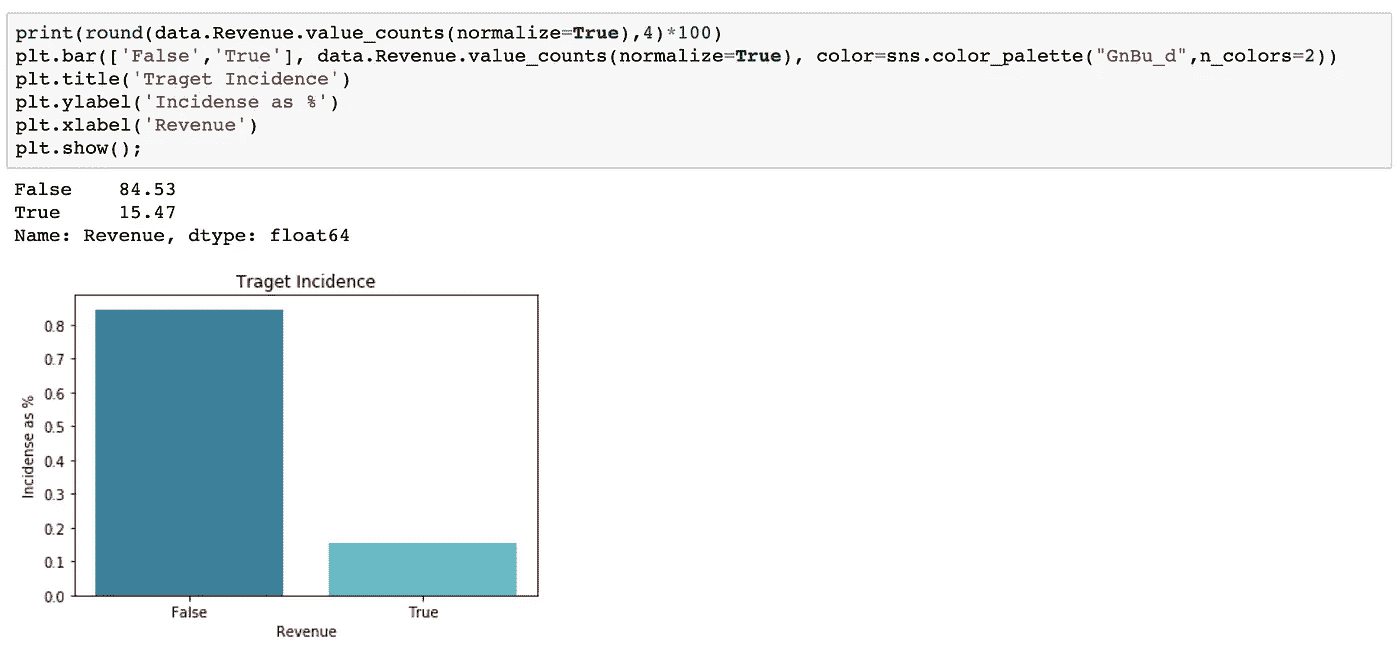 print(round(data.Revenue.value_counts(normalize=True),4)*100)
plt.bar(['False','True'], data.Revenue.value_counts(normalize=True), color=sns.color_palette("GnBu_d",n_colors=2))
plt.title('Traget Incidence')
plt.ylabel('Incidense as %')
plt.xlabel('Revenue')
plt.show();
False 84.53
True 15.47
Name: Revenue, dtype: float64
Traget Incidence
Incidense as %
0.8
0.7
0.6
0.5
0.4
0.3
0.2
0.1
0.0
False True
Revenue